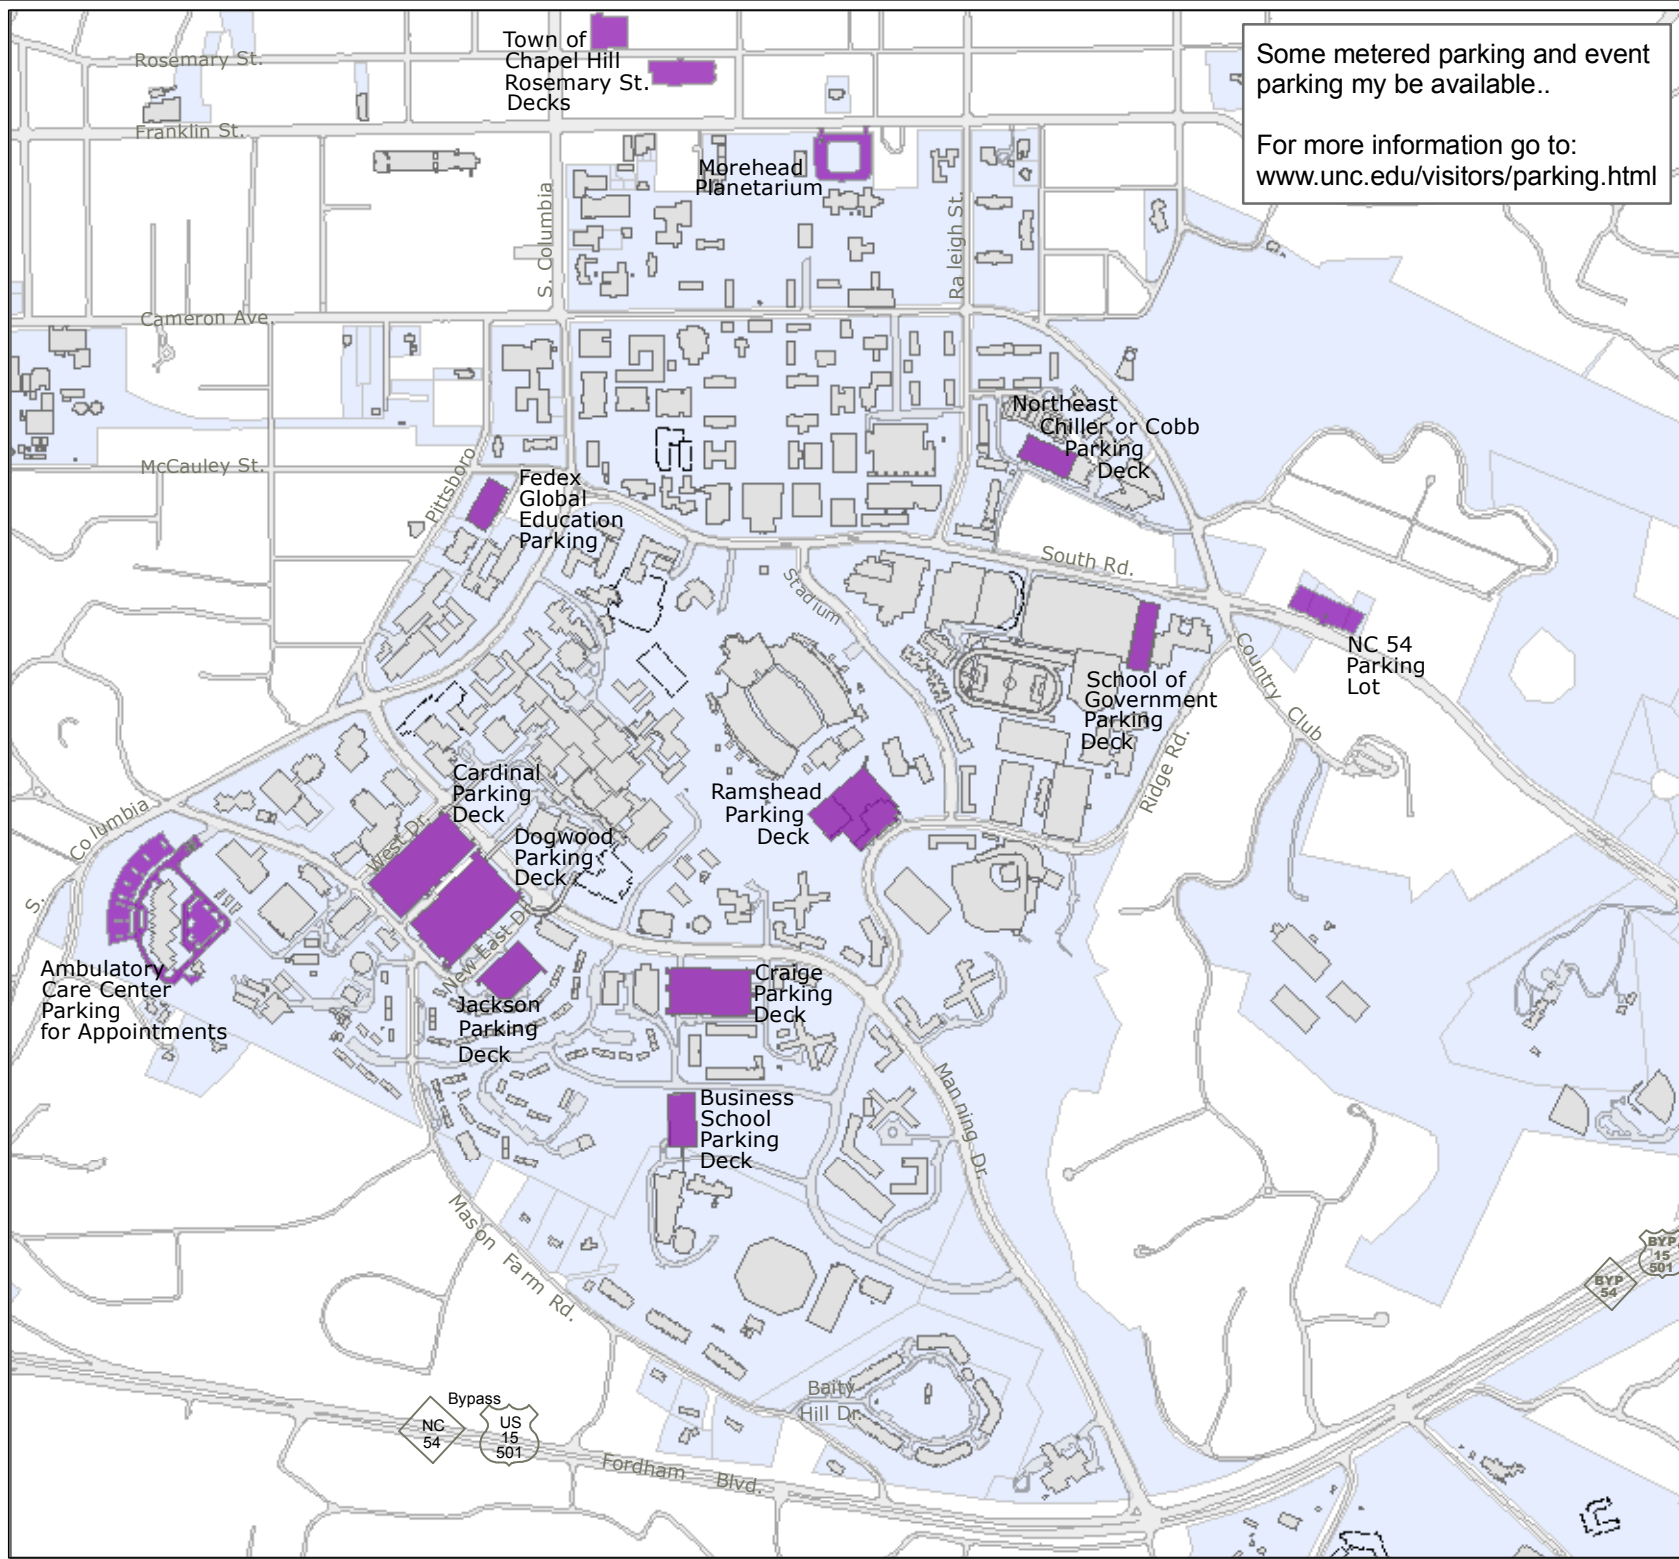 Some metered parking and event
parking my be available..
For more information go to:
www.unc.edu/visitors/parking.html
Town of
Chapel Hill
Rosemary St.
Decks
Rosemary St.
Franklin St.
Morehead
Planetarium
S. Columbia
Raleigh St.
Cameron Ave.
Northeast
Chiller or Cobb
Parking
Deck
McCauley St.
Pittsboro
Fedex
Global
Education
Parking
South Rd.
Stadium
NC 54
Parking
Lot
Country Club
School of
Government
Parking
Deck
Ridge Rd.
Cardinal
Parking
Deck
Ramshead
Parking
Deck
S. Columbia
West Dr.
Dogwood
Parking
Deck
New East Dr.
Ambulatory
Care Center
Parking
for Appointments
Jackson
Parking
Deck
Craige
Parking
Deck
Manning Dr.
Business
School
Parking
Deck
Mason Farm Rd.
BYP
15
501
BYP
54
Baity
Hill Dr.
Bypass
NC
54
US
15
501
Fordham Blvd.